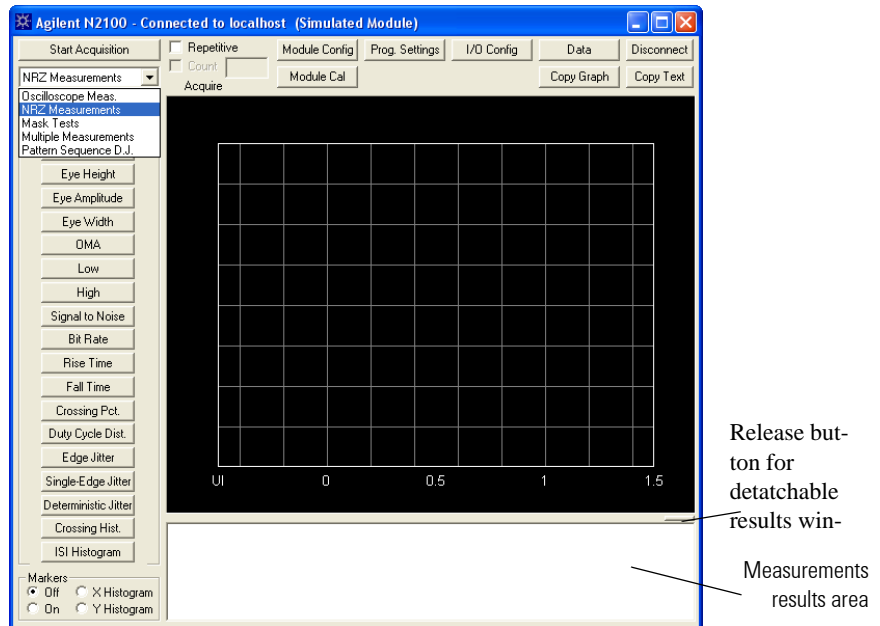 Agilent N2100 - Connected to localhost (Simulated Module)
Start Acquisition
Repetitive
Module Config
Prog. Settings
I/O Config
Data
Disconnect
Count
Acquire
Module Cal
Copy Graph
Copy Text
NRZ Measurements
Oscilloscope Meas.
NRZ Measurements
Mask Tests
Multiple Measurements
Pattern Sequence D.J.
Eye Height
Eye Amplitude
Eye Width
OMA
Low
High
Signal to Noise
Bit Rate
Rise Time
Fall Time
Crossing Pct.
Duty Cycle Dist.
Edge Jitter
Single-Edge Jitter
Deterministic Jitter
Crossing Hist.
ISI Histogram
UI 0 0.5 1 1.5
Markers
Off
X Histogram
On
Y Histogram
Release but-
ton for
detatchable
results win-
Measurements
results area